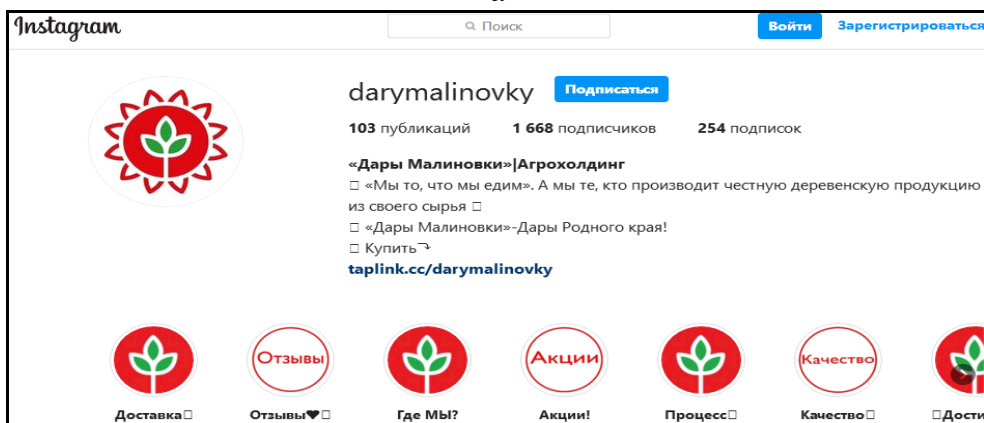 Instagram
Поиск
Войти Зарегистрироваться
darymalinovky Подписаться
103 публикаций 1 668 подписчиков 254 подписок
«Дары Малиновки»|Агрохолдинг
□ «Мы то, что мы едим». А мы те, кто производит честную деревенскую продукцию
из своего сырья □
□ «Дары Малиновки»-Дары Родного края!
□ Купить⤵
taplink.cc/darymalinovky
Отзывы Акции Качество
Доставка□ Отзывы❤□ Где МЫ? Акции! Процесс□ Качество□ □Дости